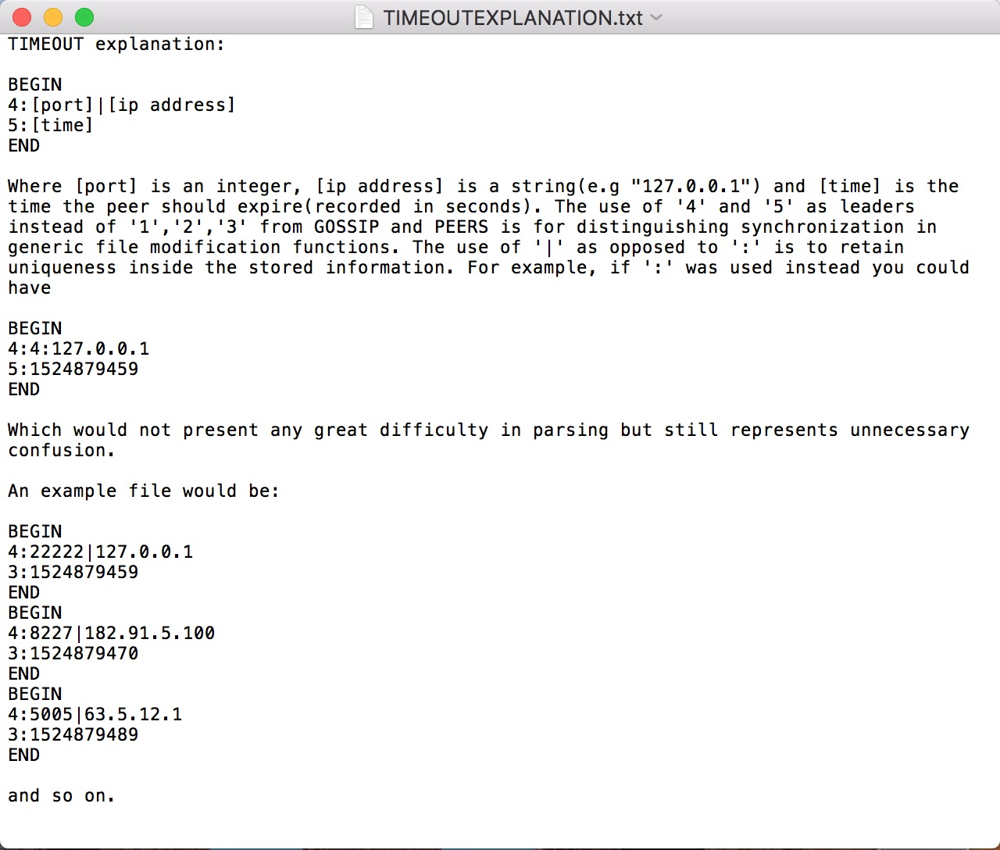 TIMEOUTEXPLANATION.txt
TIMEOUT explanation:
BEGIN
4:[port]|[ip address]
5:[time]
END
Where [port] is an integer, [ip address] is a string(e.g "127.0.0.1") and [time] is the
time the peer should expire(recorded in seconds). The use of '4' and '5' as leaders
instead of '1','2','3' from GOSSIP and PEERS is for distinguishing synchronization in
generic file modification functions. The use of '|' as opposed to ':' is to retain
uniqueness inside the stored information. For example, if ':' was used instead you could
have
BEGIN
4:4:127.0.0.1
5:1524879459
END
Which would not present any great difficulty in parsing but still represents unnecessary
confusion.
An example file would be:
BEGIN
4:22222|127.0.0.1
3:1524879459
END
BEGIN
4:8227|182.91.5.100
3:1524879470
END
BEGIN
4:5005|63.5.12.1
3:1524879489
END
and so on.